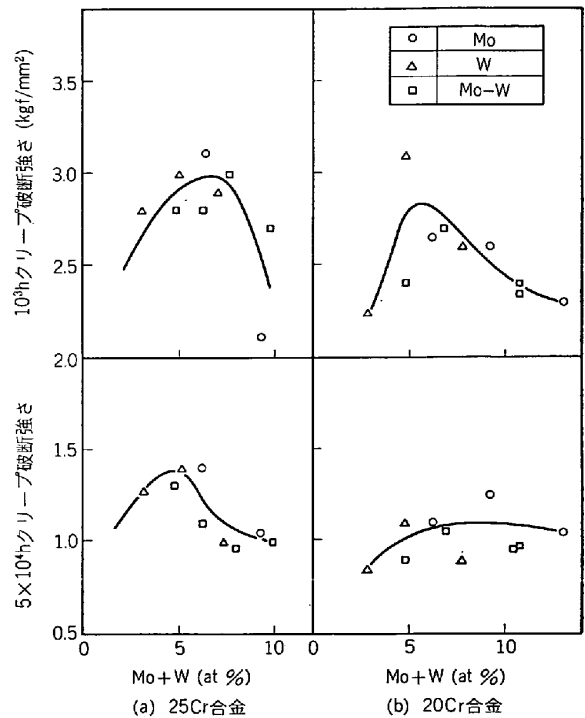 10³hクリープ破断強さ (kgf/mm²)
3.5
3.0
2.5
2.0
○ Mo
△ W
□ Mo-W
5×10⁴hクリープ破断強さ
1.5
1.0
0.5
0 5 10
0 5 10
Mo+W (at %)
Mo+W (at %)
(a) 25Cr合金
(b) 20Cr合金